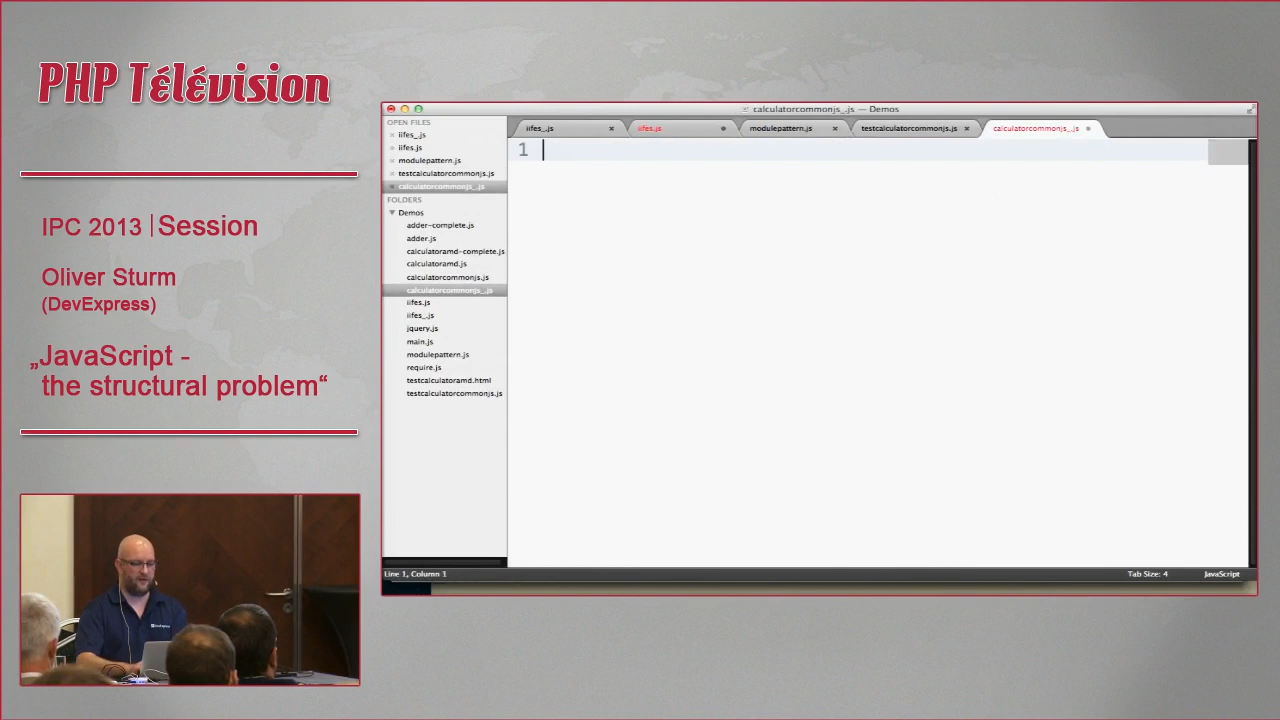 PHP Télévision
IPC 2013 | Session
Oliver Sturm
(DevExpress)
„JavaScript -
the structural problem“
calculatorcommonjs_.js — Demos
OPEN FILES
iifes_.js
iifes.js
modulepattern.js
testcalculatorcommonjs.js
calculatorcommonjs_.js
FOLDERS
Demos
adder-complete.js
adder.js
calculatoramd-complete.js
calculatoramd.js
calculatorcommonjs.js
calculatorcommonjs_.js
iifes.js
iifes_.js
jquery.js
main.js
modulepattern.js
require.js
testcalculatoramd.html
testcalculatorcommonjs.js
iifes_.js
iifes.js
modulepattern.js
testcalculatorcommonjs.js
calculatorcommonjs_.js
1
Line 1, Column 1
Tab Size: 4
JavaScript